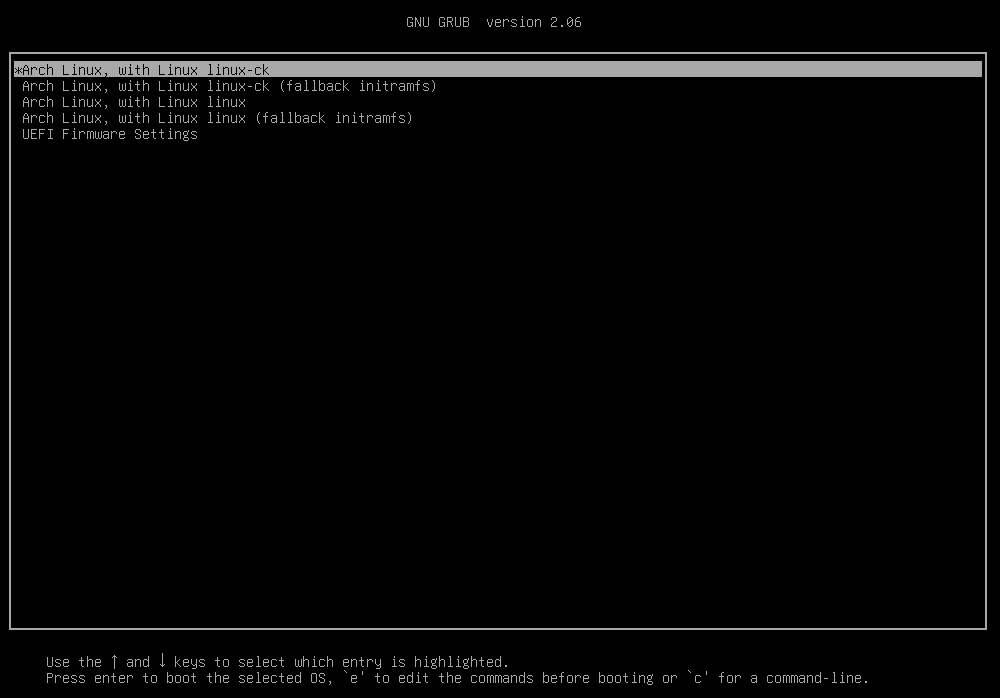 GNU GRUB  version 2.06
*Arch Linux, with Linux linux-ck
Arch Linux, with Linux linux-ck (fallback initramfs)
Arch Linux, with Linux linux
Arch Linux, with Linux linux (fallback initramfs)
UEFI Firmware Settings
Use the ↑ and ↓ keys to select which entry is highlighted.
Press enter to boot the selected OS, `e' to edit the commands before booting or `c' for a command-line.